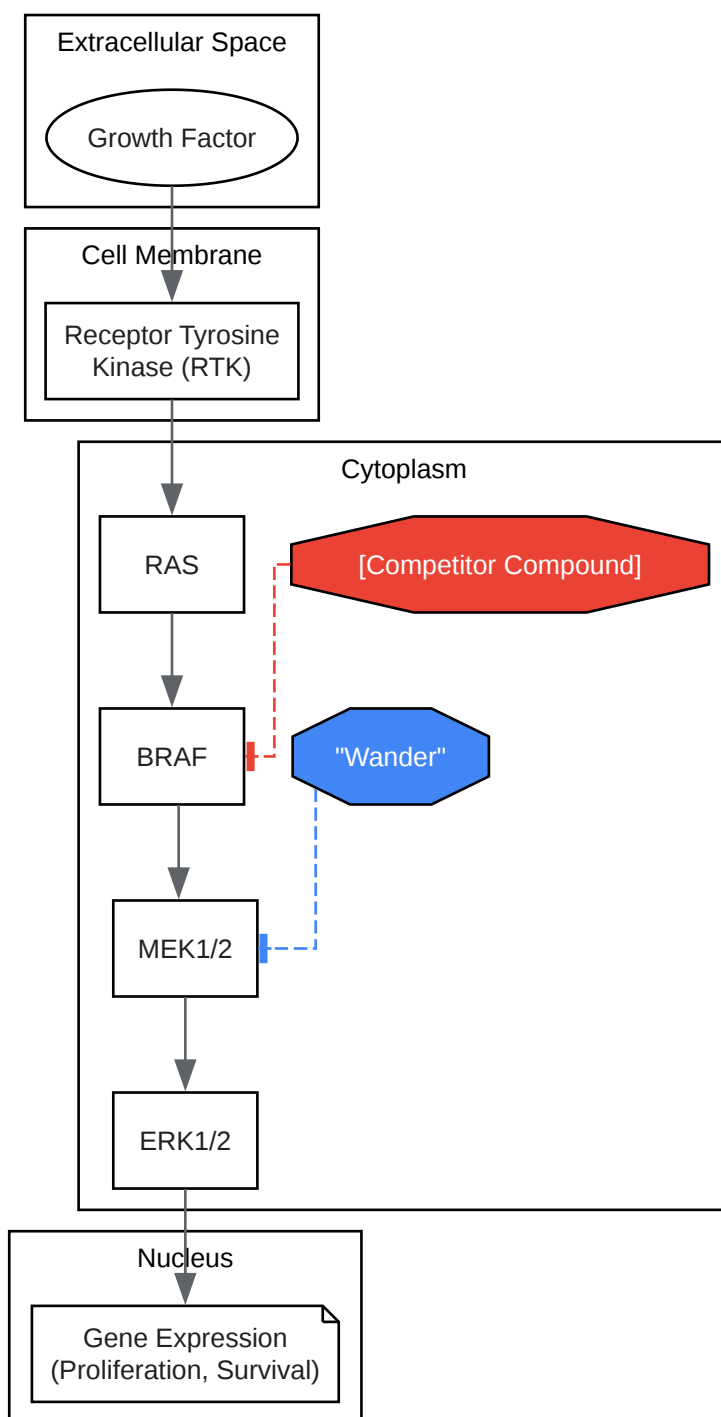 Extracellular Space
Growth Factor
Cell Membrane
Receptor Tyrosine
Kinase (RTK)
Cytoplasm
RAS
[Competitor Compound]
BRAF
"Wander"
MEK1/2
ERK1/2
Nucleus
Gene Expression
(Proliferation, Survival)